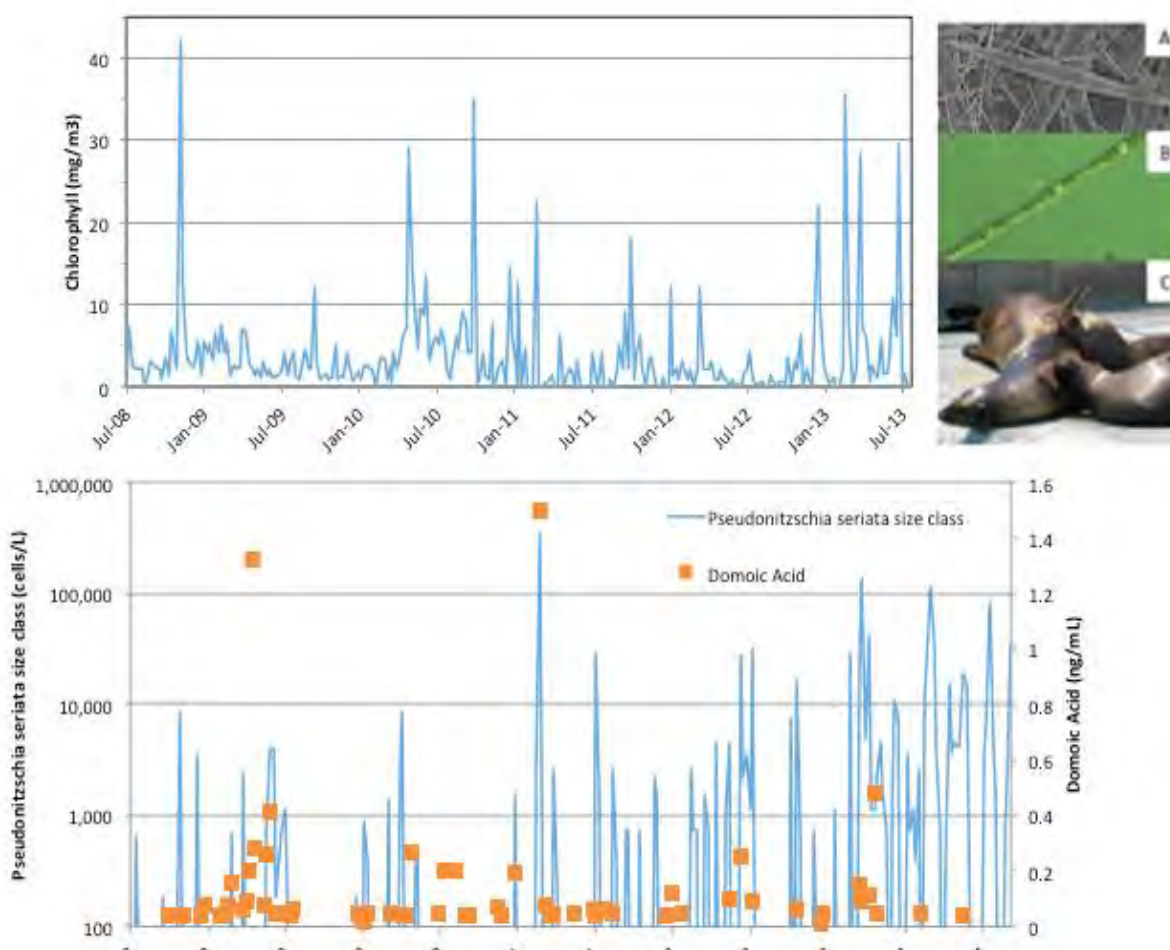 Chlorophyll (mg/m3)
40
30
20
10
0
Jul-08
Jan-09
Jul-09
Jan-10
Jul-10
Jan-11
Jul-11
Jan-12
Jul-12
Jan-13
Jul-13
A
B
C
Pseudonitzschia seriata size class (cells/L)
1,000,000
100,000
10,000
1,000
100
Pseudonitzschia seriata size class
Domoic Acid
1.6
1.4
1.2
1
0.8
0.6
0.4
0.2
0
Domoic Acid (ng/mL)